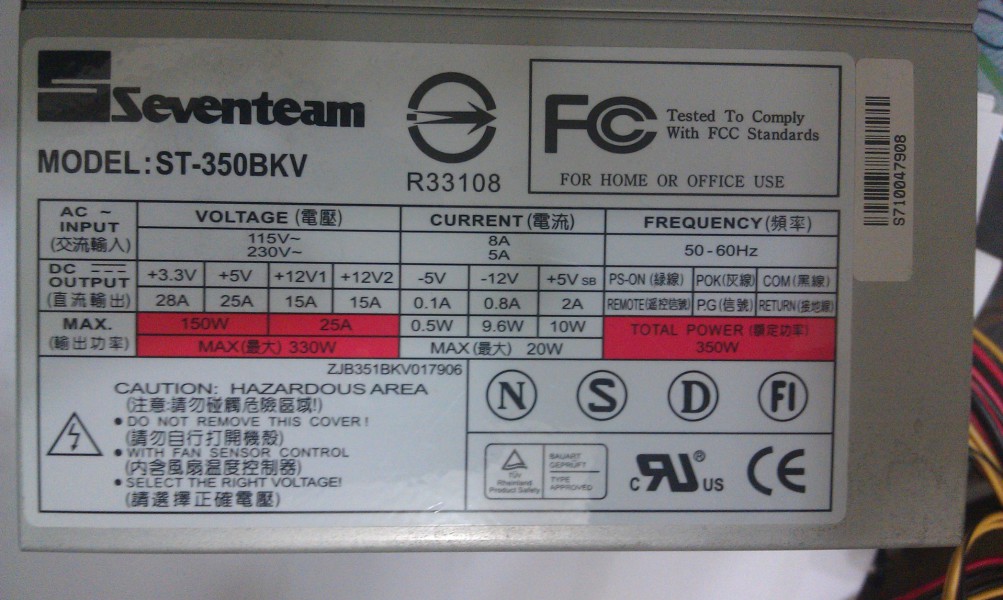 Seventeam
MODEL: ST-350BKV
R33108
FC Tested To Comply
With FCC Standards
FOR HOME OR OFFICE USE
S710047908
AC ~ INPUT (交流輸入) VOLTAGE (電壓) CURRENT (電流) FREQUENCY (頻率)
115V~ 8A 50-60Hz
230V~ 5A
DC OUTPUT (直流輸出) +3.3V +5V +12V1 +12V2 -5V -12V +5V SB PS-ON (綠線) POK(灰線) COM(黑線)
28A 25A 15A 15A 0.1A 0.8A 2A REMOTE(遥控信號) P.G (信號) RETURN(接地線)
MAX. (輸出功率) 150W 25A 0.5W 9.6W 10W TOTAL POWER (穩定功率)
MAX(最大) 330W MAX (最大) 20W 350W
ZJB351BKV017906
CAUTION: HAZARDOUS AREA
(注意:請勿碰觸危險區域!)
● DO NOT REMOVE THIS COVER!
(請勿自行打開機殼)
● WITH FAN SENSOR CONTROL
(內含風扇溫度控制器)
● SELECT THE RIGHT VOLTAGE!
(請選擇正確電壓)
N S D FI
TÜV
Rheinland
Product Safety
BAUART
GEPRÜFT
TYPE
APPROVED
c RU ® US CE